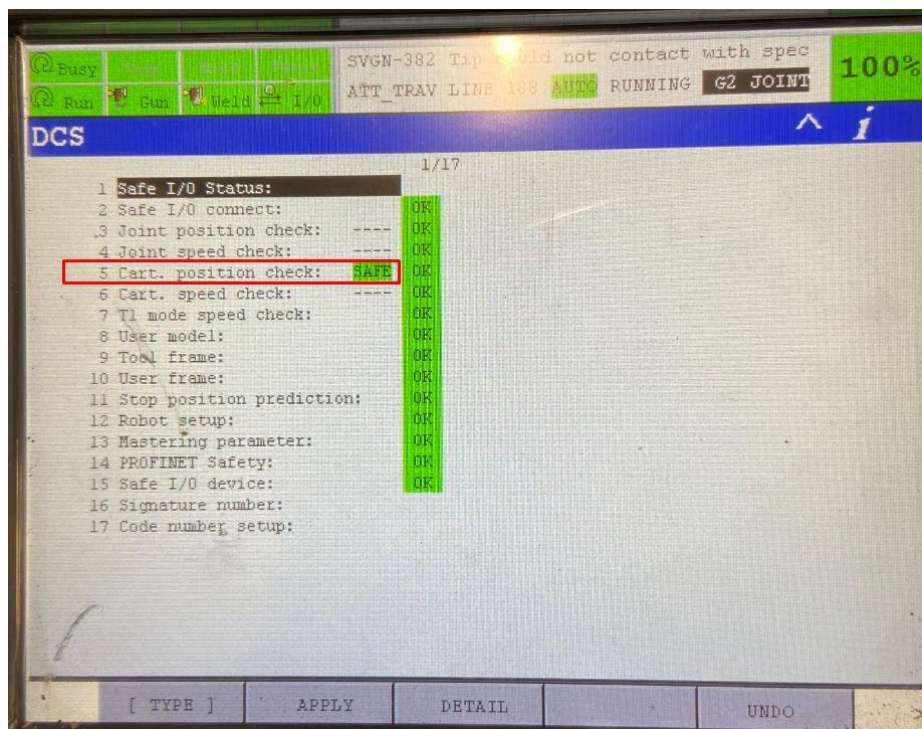 Busy
SVGN-382 Tip could not contact with spec
Run Gun Weld I/O
ATT_TRAV LINE 188 AUTO RUNNING G2 JOINT
100%
DCS
1/17
1 Safe I/O Status:
2 Safe I/O connect: OK
3 Joint position check: ---- OK
4 Joint speed check: ---- OK
5 Cart. position check: SAFE OK
6 Cart. speed check: ---- OK
7 T1 mode speed check: OK
8 User model: OK
9 Tool frame: OK
10 User frame: OK
11 Stop position prediction: OK
12 Robot setup: OK
13 Mastering parameter: OK
14 PROFINET Safety: OK
15 Safe I/O device: OK
16 Signature number:
17 Code number setup:
[ TYPE ] APPLY DETAIL UNDO